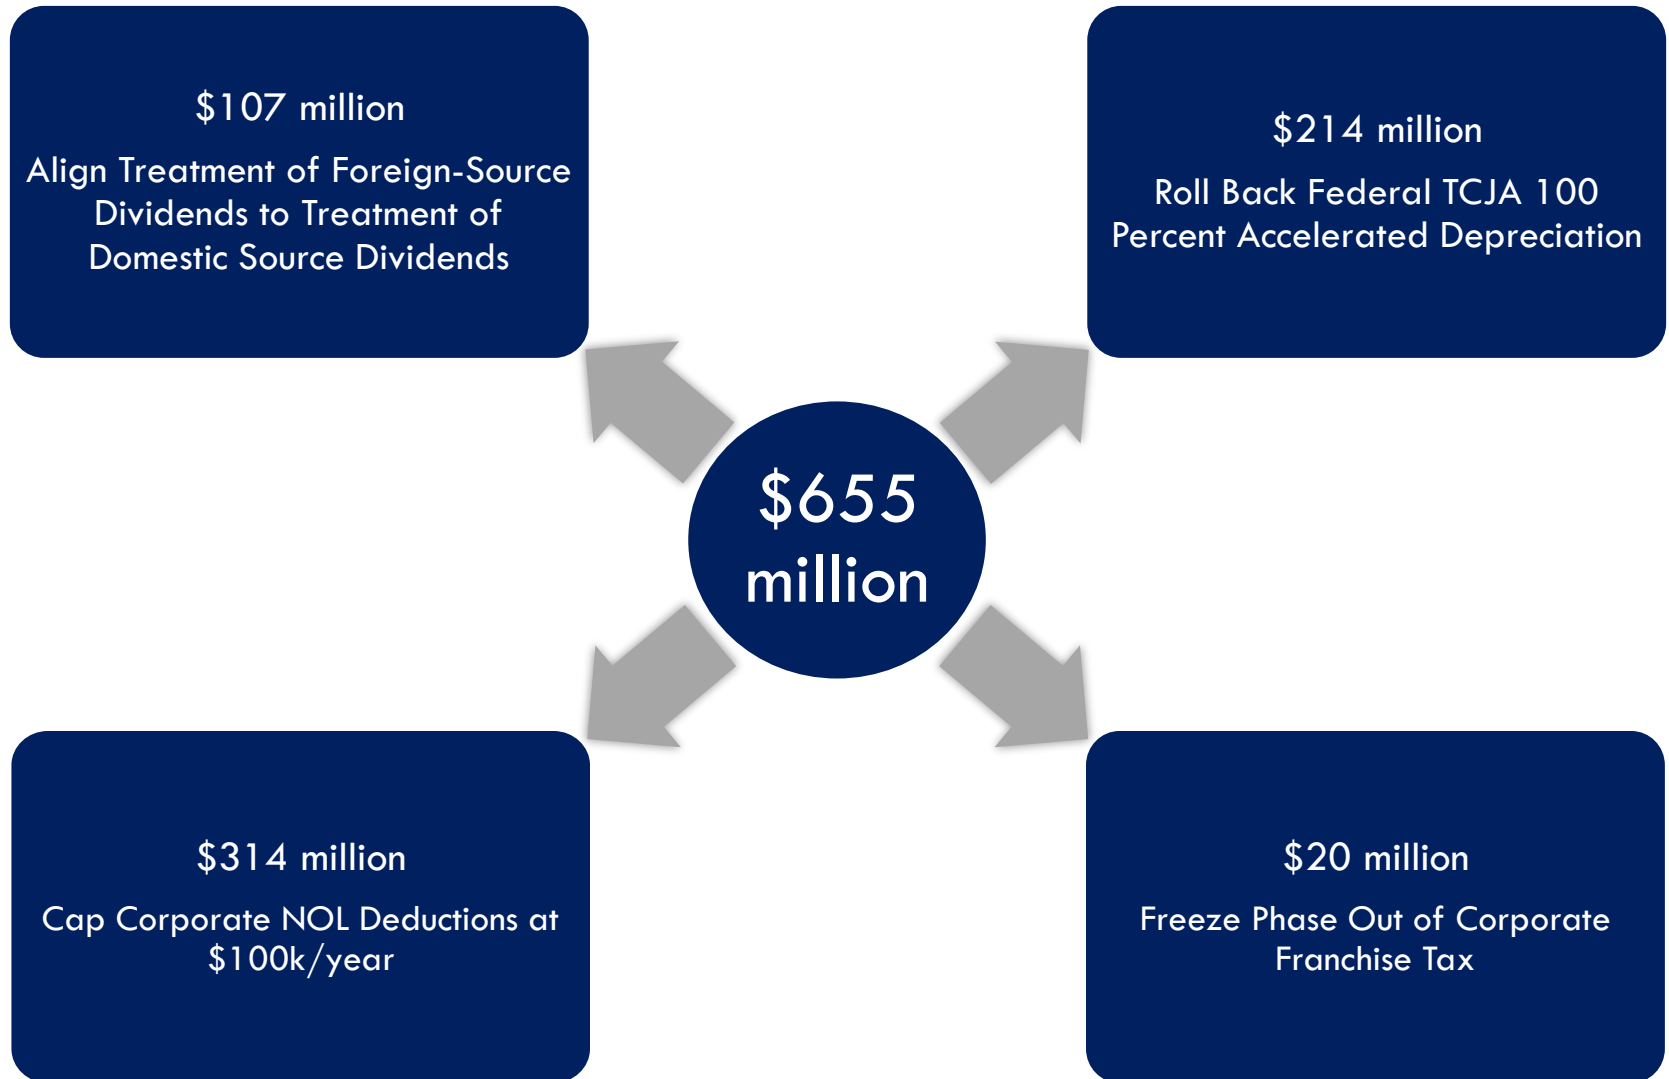 $107 million
Align Treatment of Foreign-Source
Dividends to Treatment of
Domestic Source Dividends
$214 million
Roll Back Federal TCJA 100
Percent Accelerated Depreciation
$655
million
$314 million
Cap Corporate NOL Deductions at
$100k/year
$20 million
Freeze Phase Out of Corporate
Franchise Tax